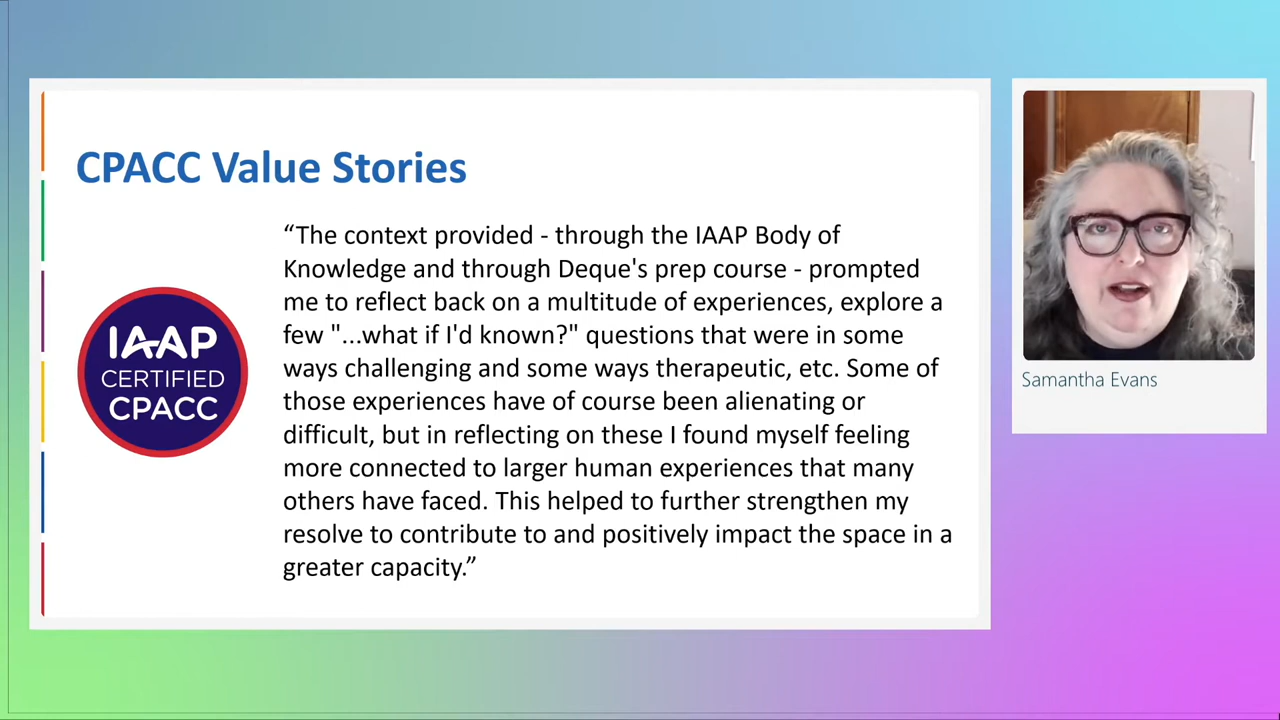 CPACC Value Stories
IAAP
CERTIFIED
CPACC
“The context provided - through the IAAP Body of
Knowledge and through Deque's prep course - prompted
me to reflect back on a multitude of experiences, explore a
few "...what if I'd known?" questions that were in some
ways challenging and some ways therapeutic, etc. Some of
those experiences have of course been alienating or
difficult, but in reflecting on these I found myself feeling
more connected to larger human experiences that many
others have faced. This helped to further strengthen my
resolve to contribute to and positively impact the space in a
greater capacity.”
Samantha Evans